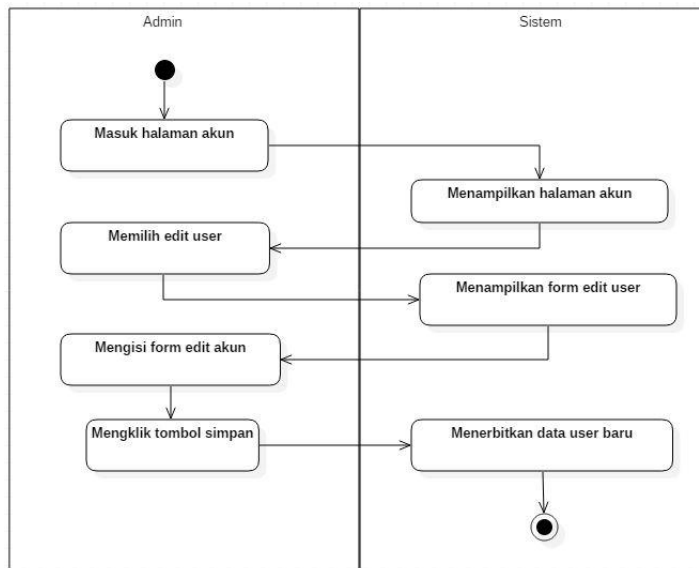 Admin
Sistem
Masuk halaman akun
Menampilkan halaman akun
Memilih edit user
Menampilkan form edit user
Mengisi form edit akun
Mengklik tombol simpan
Menerbitkan data user baru